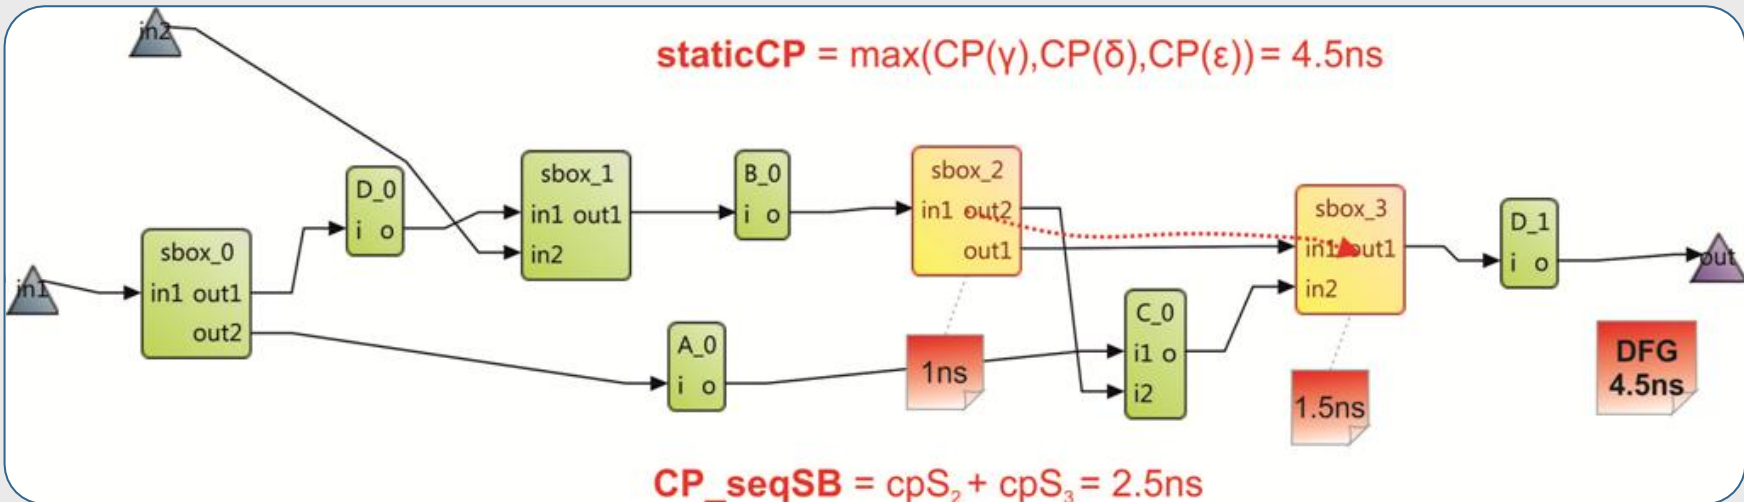 in2
staticCP = max(CP(γ),CP(δ),CP(ε)) = 4.5ns
sbox_1
in1 out1
in2
B_0
i o
sbox_2
in1 out2
out1
D_0
i o
sbox_3
in1 out1
in2
D_1
i o
sbox_0
in1 out1
out2
in1
out
C_0
i1 o
i2
A_0
i o
1ns
1.5ns
DFG
4.5ns
CP_seqSB = cpS₂ + cpS₃ = 2.5ns